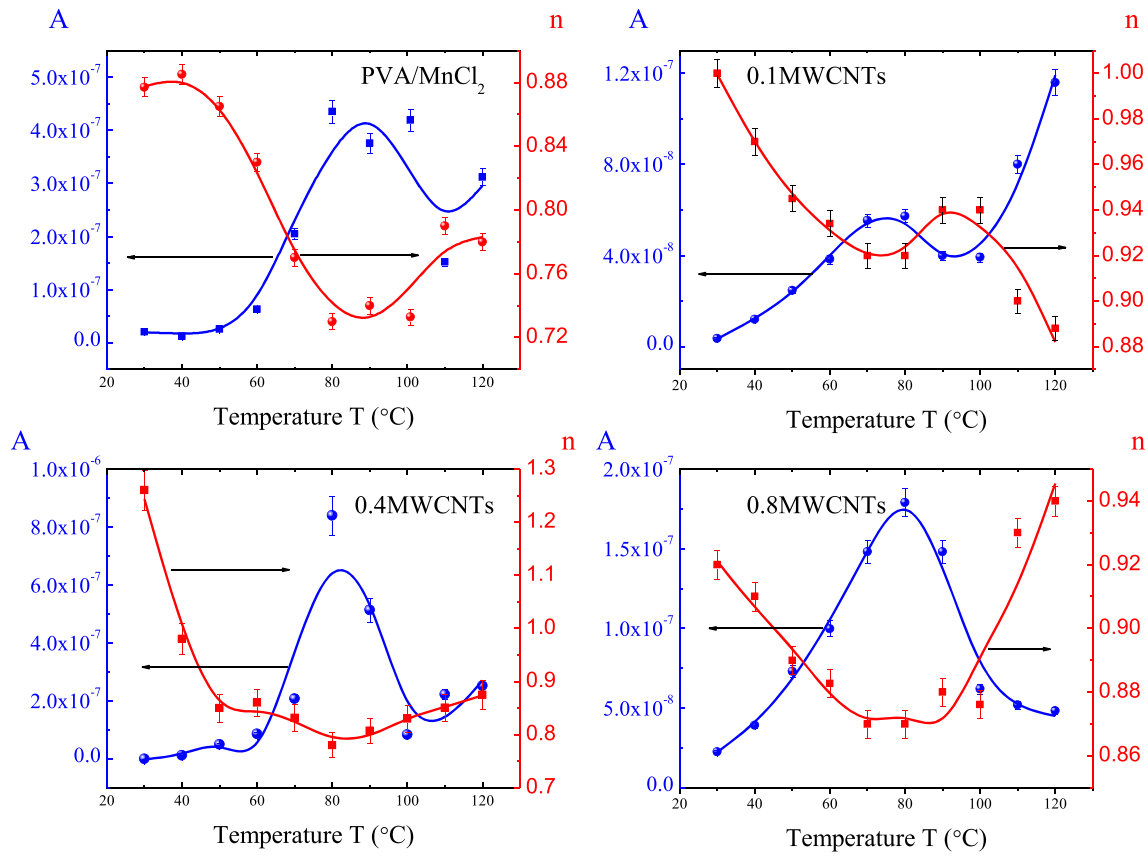 A n A n
PVA/MnCl₂
5.0x10⁻⁷
4.0x10⁻⁷
3.0x10⁻⁷
2.0x10⁻⁷
1.0x10⁻⁷
0.0
0.88
0.84
0.80
0.76
0.72
20 40 60 80 100 120
Temperature T (°C)
0.1MWCNTs
1.2x10⁻⁷
8.0x10⁻⁸
4.0x10⁻⁸
0.0
1.00
0.98
0.96
0.94
0.92
0.90
0.88
20 40 60 80 100 120
Temperature T (°C)
A n A n
0.4MWCNTs
1.0x10⁻⁶
8.0x10⁻⁷
6.0x10⁻⁷
4.0x10⁻⁷
2.0x10⁻⁷
0.0
1.3
1.2
1.1
1.0
0.9
0.8
0.7
20 40 60 80 100 120
Temperature T (°C)
0.8MWCNTs
2.0x10⁻⁷
1.5x10⁻⁷
1.0x10⁻⁷
5.0x10⁻⁸
0.0
0.94
0.92
0.90
0.88
0.86
20 40 60 80 100 120
Temperature T (°C)